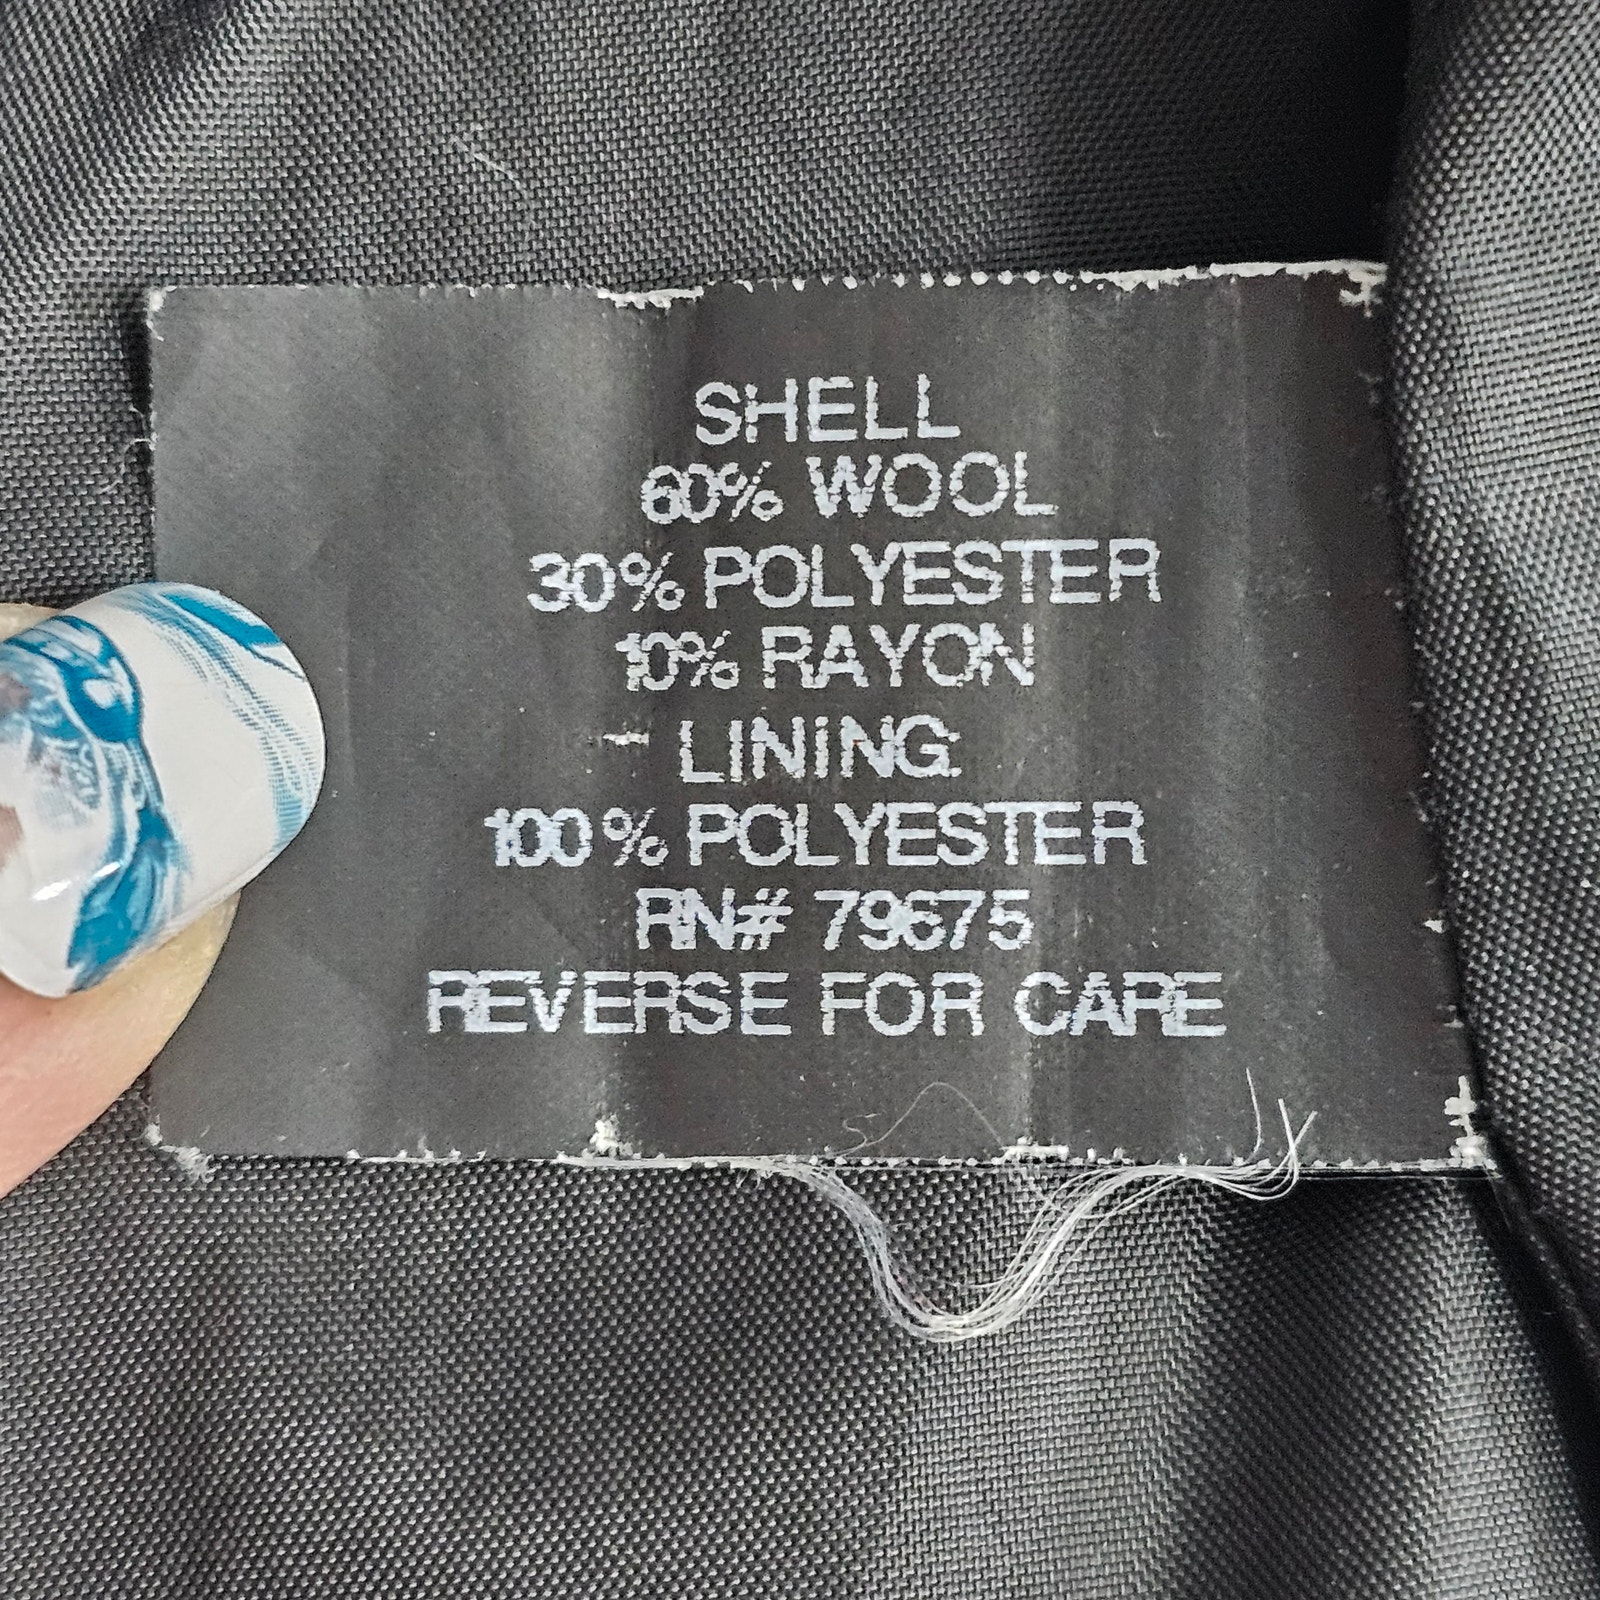 SHELL
60% WOOL
30% POLYESTER
10% RAYON
LINING:
100% POLYESTER
RN# 79675
REVERSE FOR CARE